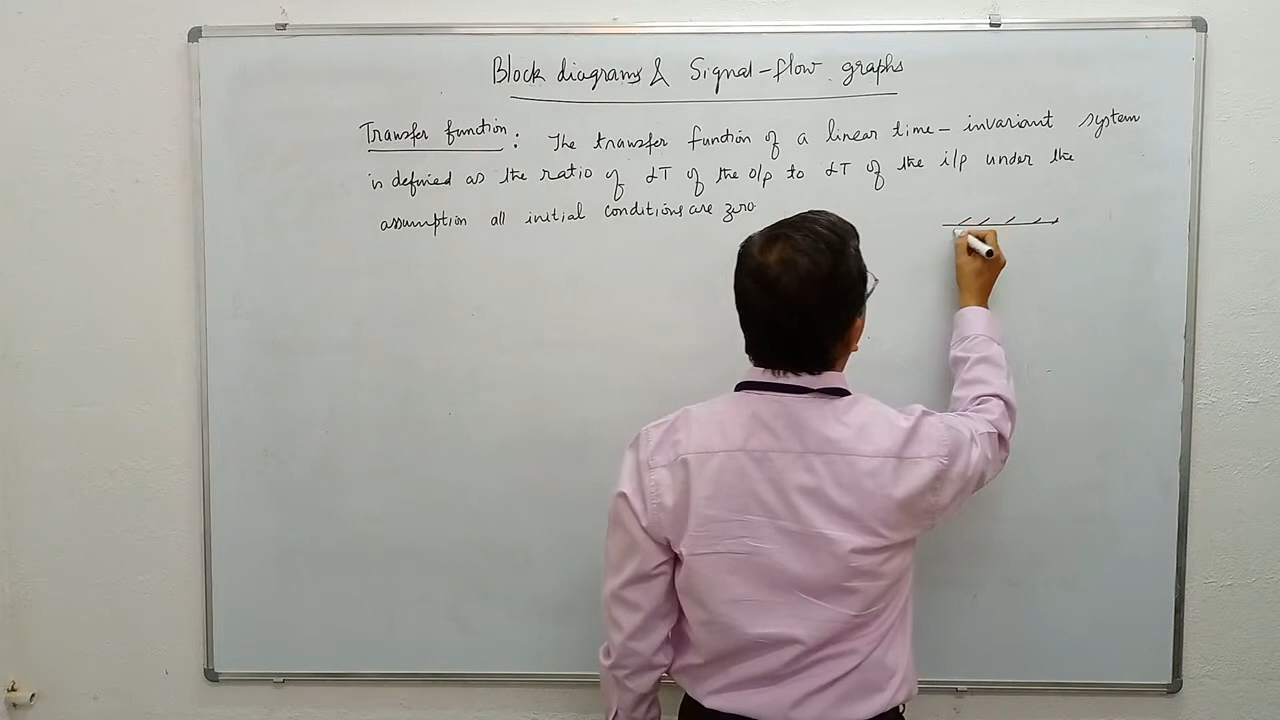 Block diagrams & Signal-flow graphs
Transfer function: The transfer function of a linear time-invariant system
is defined as the ratio of LT of the o/p to LT of the i/p under the
assumption all initial conditions are zero.